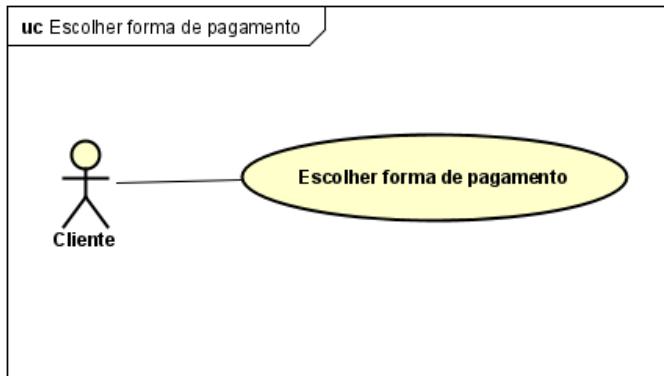 uc Escolher forma de pagamento
Escolher forma de pagamento
Cliente